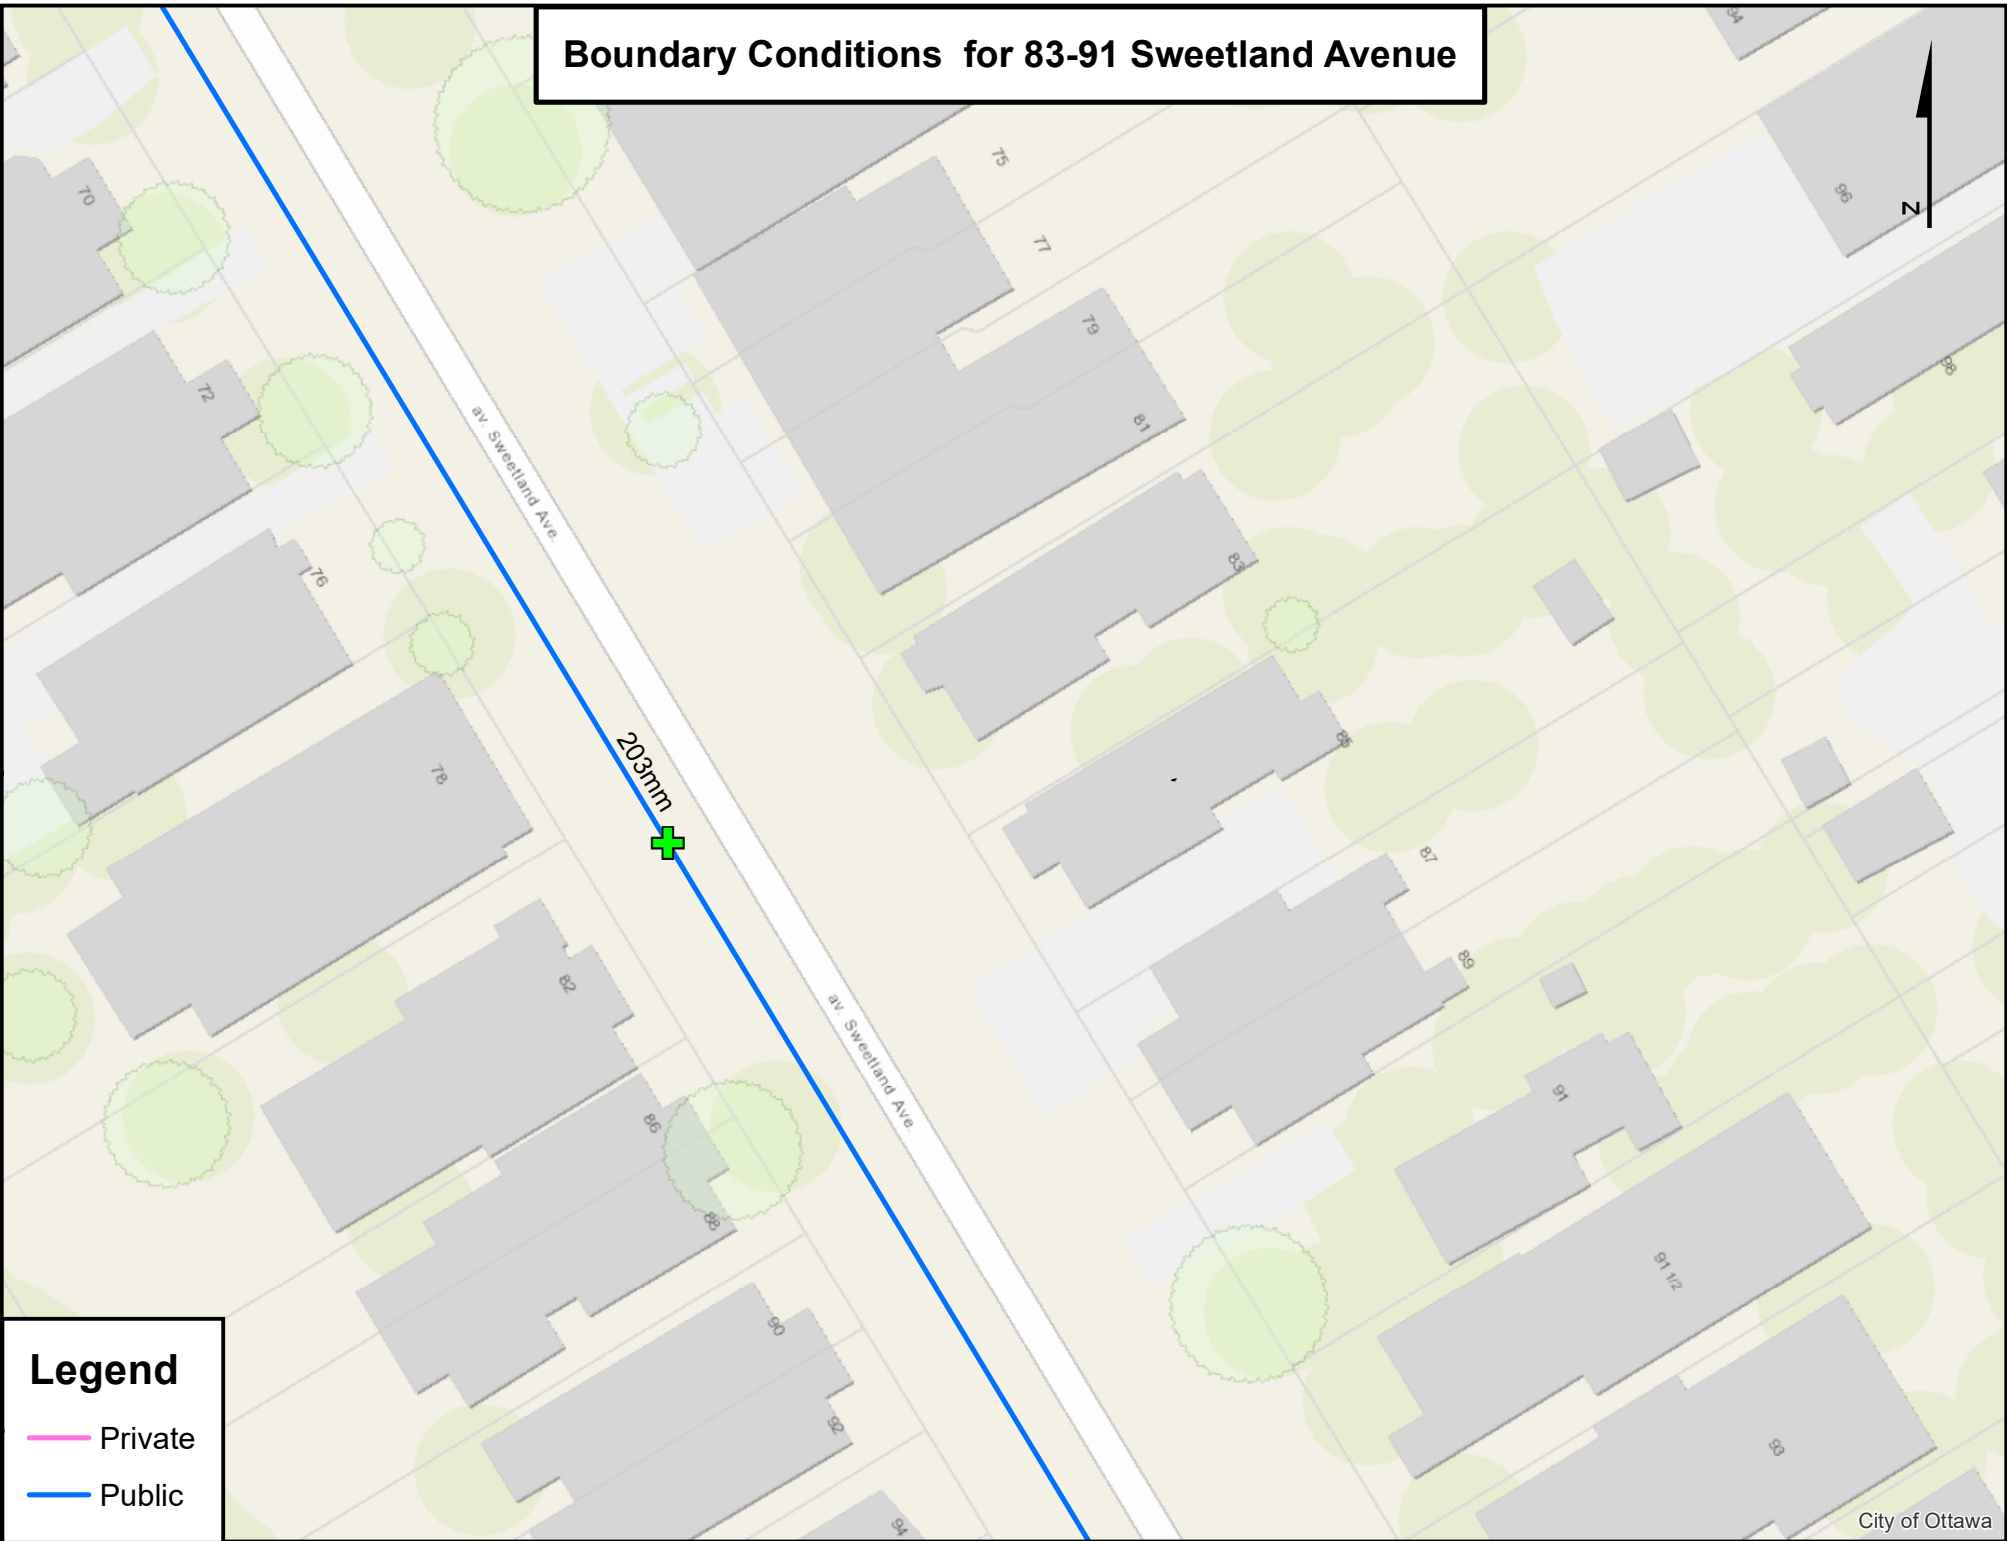 Boundary Conditions  for 83-91 Sweetland Avenue
94
75
96
N
70
77
79
98
72
81
av. Sweetland Ave.
83
76
85
78
203mm
87
89
82
av. Sweetland Ave.
91
86
88
91 1/2
90
92
93
94
Legend
Private
Public
City of Ottawa